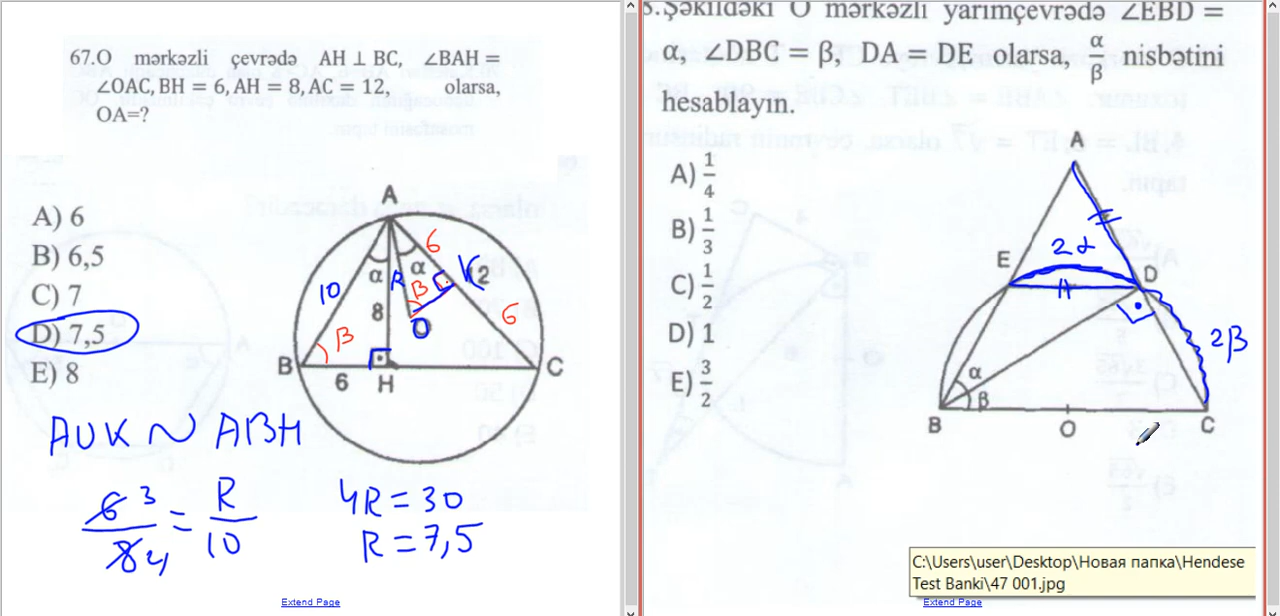 67.O mərkəzli çevrədə AH ⊥ BC, ∠BAH =
∠OAC, BH = 6, AH = 8, AC = 12, olarsa,
OA=?
A) 6
B) 6,5
C) 7
D) 7,5
E) 8
A
6
α
α
R
10
β
K
12
8
O
6
β
B
6
H
C
AOK ∼ ABH
6 3
8 4
=
R
10
4R = 30
R = 7,5
Extend Page
8.Şəkildəki O mərkəzli yarımçevrədə ∠EBD =
α, ∠DBC = β, DA = DE olarsa, α/β nisbətini
hesablayın.
A) 1/4
B) 1/3
C) 1/2
D) 1
E) 3/2
A
2α
E
D
2β
α
β
B
O
C
C:\Users\user\Desktop\Новая папка\Hendese
Test Banki\47 001.jpg
Extend Page